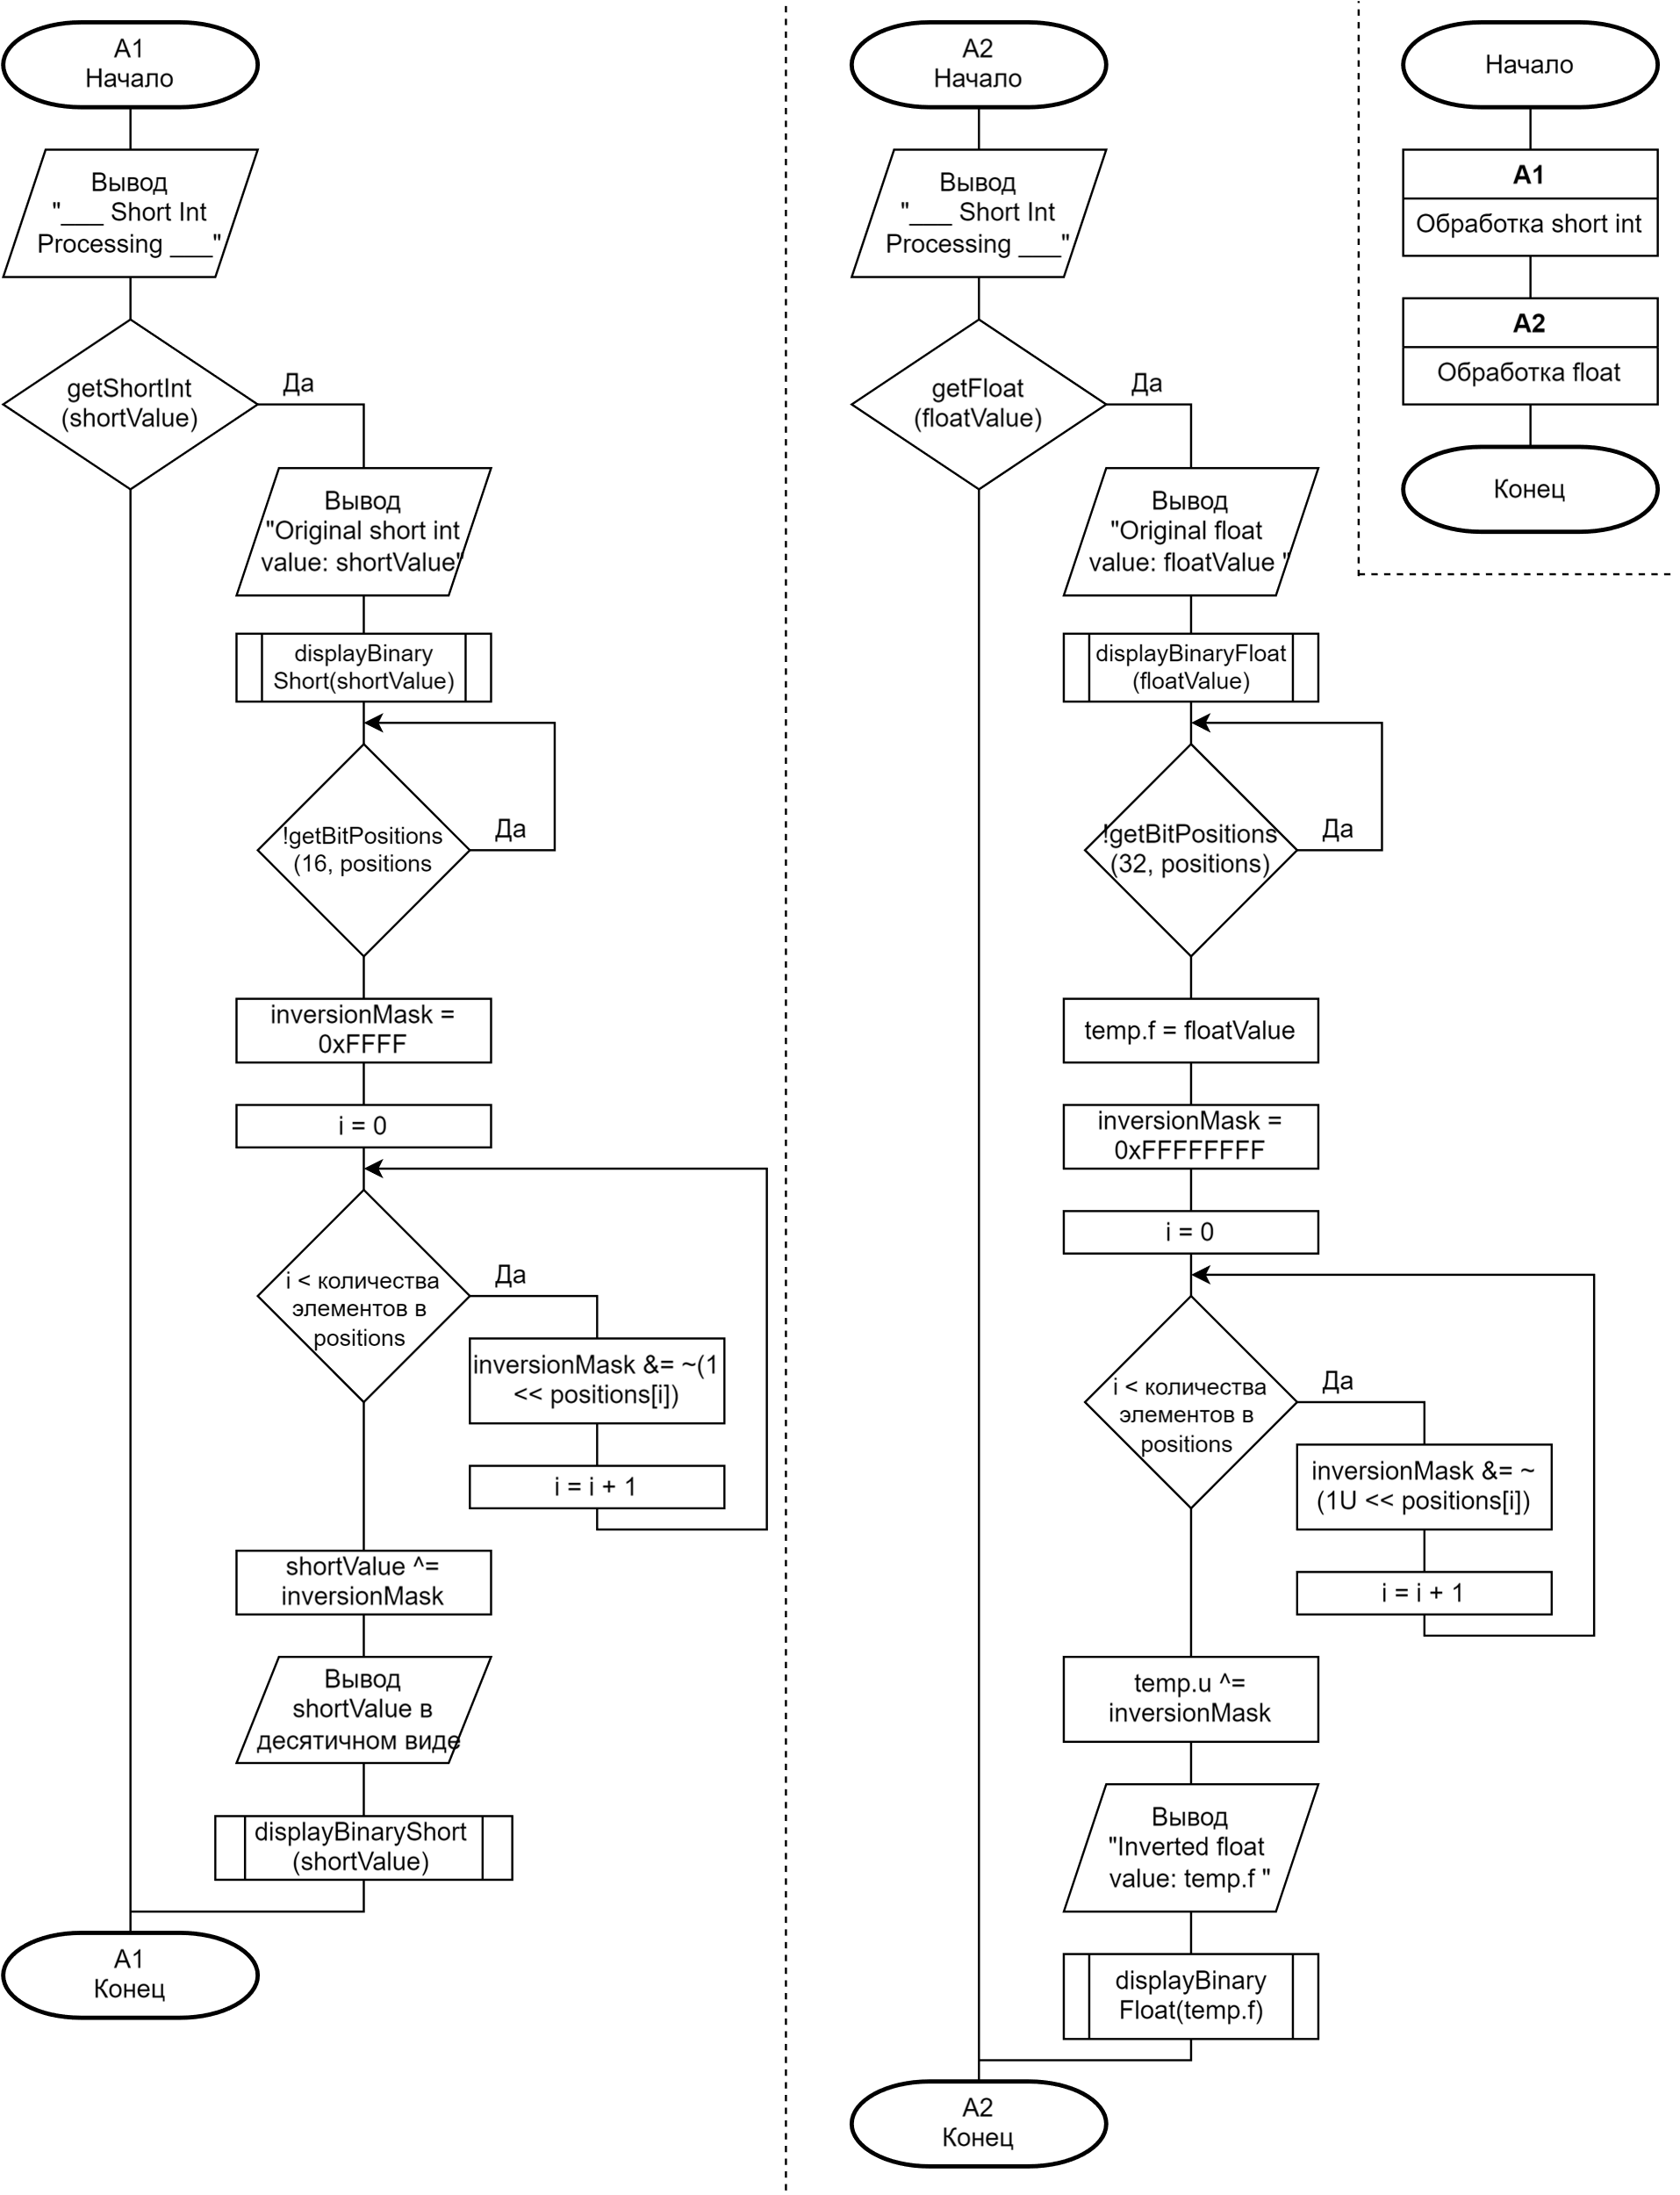 A1
Начало
Вывод
"___ Short Int
Processing ___"
getShortInt
(shortValue)
Да
Вывод
"Original short int
value: shortValue"
displayBinary
Short(shortValue)
!getBitPositions
(16, positions
Да
inversionMask =
0xFFFF
i = 0
i < количества
элементов в
positions
Да
inversionMask &= ~(1
<< positions[i])
i = i + 1
shortValue ^=
inversionMask
Вывод
shortValue в
десятичном виде
displayBinaryShort
(shortValue)
A1
Конец
A2
Начало
Вывод
"___ Short Int
Processing ___"
getFloat
(floatValue)
Да
Вывод
"Original float
value: floatValue "
displayBinaryFloat
(floatValue)
!getBitPositions
(32, positions)
Да
temp.f = floatValue
inversionMask =
0xFFFFFFFF
i = 0
i < количества
элементов в
positions
Да
inversionMask &= ~
(1U << positions[i])
i = i + 1
temp.u ^=
inversionMask
Вывод
"Inverted float
value: temp.f "
displayBinary
Float(temp.f)
A2
Конец
Начало
A1
Обработка short int
A2
Обработка float
Конец